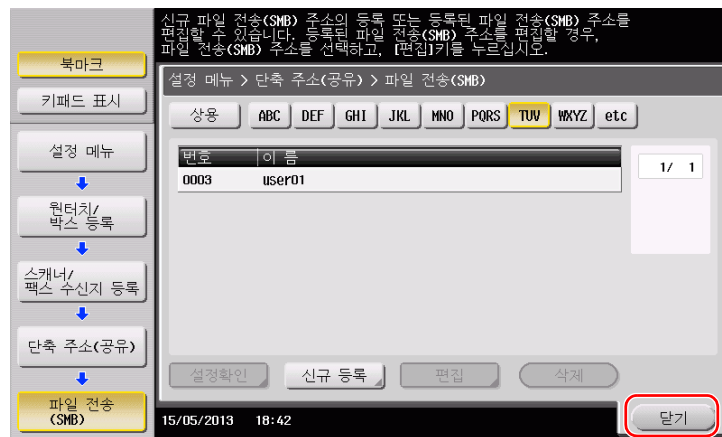 신규 파일 전송(SMB) 주소의 등록 또는 등록된 파일 전송(SMB) 주소를
편집할 수 있습니다. 등록된 파일 전송(SMB) 주소를 편집할 경우,
파일 전송(SMB) 주소를 선택하고, [편집]키를 누르십시오.
북마크
키패드 표시
설정 메뉴
원터치/
박스 등록
스캐너/
팩스 수신지 등록
단축 주소(공유)
파일 전송
(SMB)
설정 메뉴 > 단축 주소(공유) > 파일 전송(SMB)
상용 ABC DEF GHI JKL MNO PQRS TUV WXYZ etc
번호 이 름
0003 user01
1/ 1
설정확인 신규 등록 편집 삭제
15/05/2013 18:42
닫기